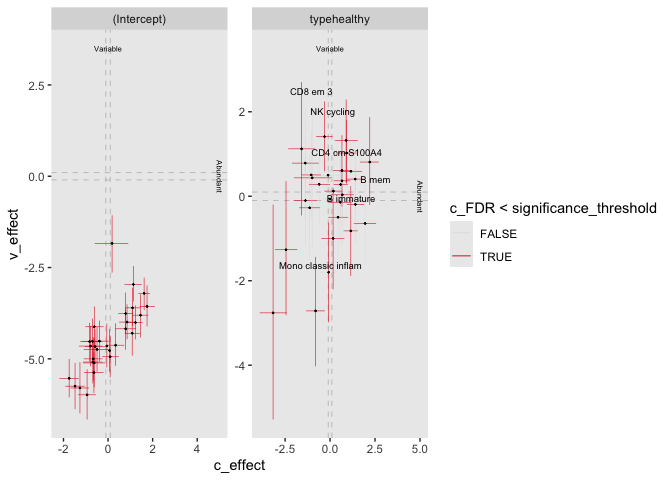 (Intercept)
typehealthy
Variable
Variable
CD8 em 3
NK cycling
CD4 cm S100A4
B mem
immature
Mono classic inflam
Abundant
Abundant
2.5
0.0
-2.5
-5.0
2
0
-2
-4
-2
0
2
4
-2.5
0.0
2.5
5.0
v_effect
c_effect
c_FDR < significance_threshold
FALSE
TRUE